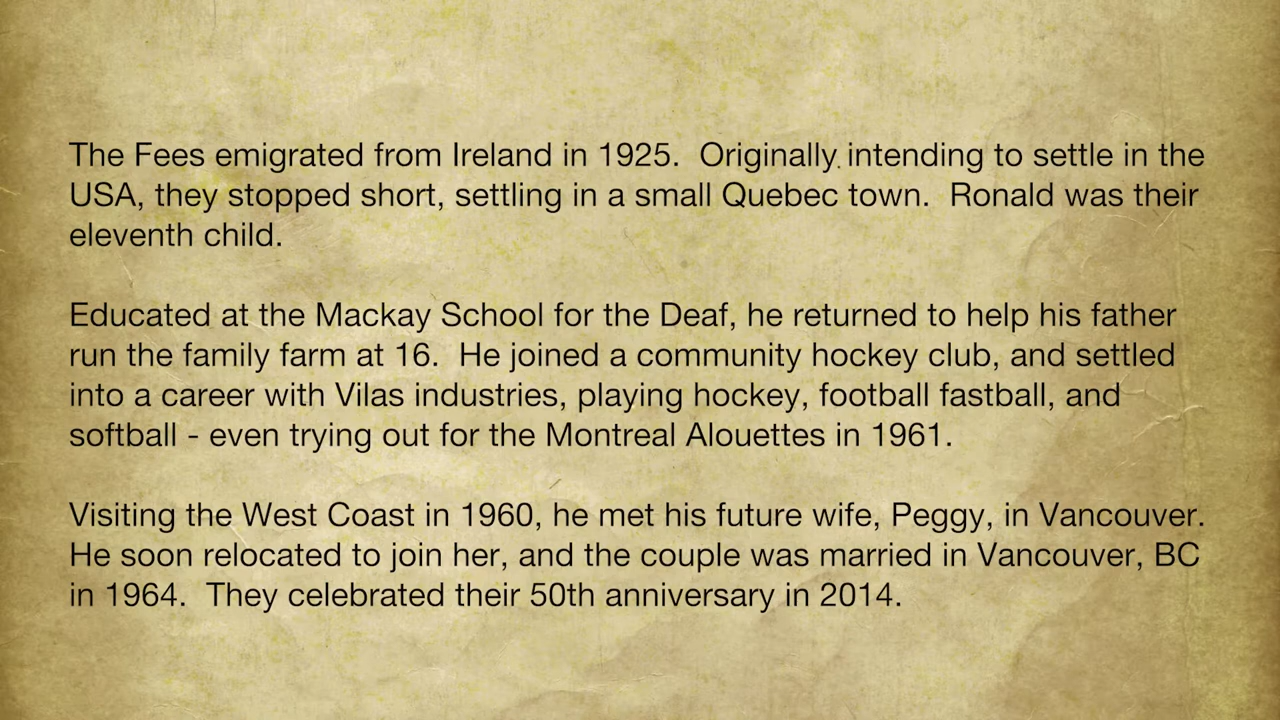 The Fees emigrated from Ireland in 1925.  Originally intending to settle in the
USA, they stopped short, settling in a small Quebec town.  Ronald was their
eleventh child.
Educated at the Mackay School for the Deaf, he returned to help his father
run the family farm at 16.  He joined a community hockey club, and settled
into a career with Vilas industries, playing hockey, football fastball, and
softball - even trying out for the Montreal Alouettes in 1961.
Visiting the West Coast in 1960, he met his future wife, Peggy, in Vancouver.
He soon relocated to join her, and the couple was married in Vancouver, BC
in 1964.  They celebrated their 50th anniversary in 2014.